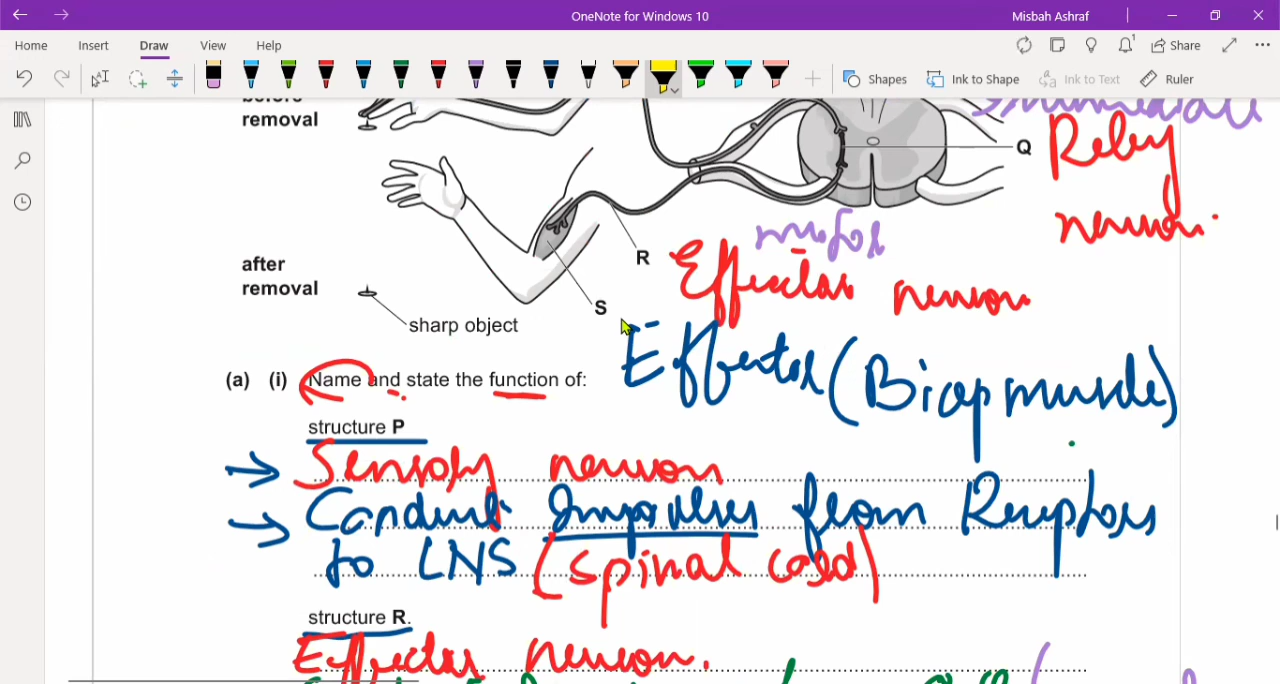 OneNote for Windows 10
Misbah Ashraf
Home Insert Draw View Help
Share
Shapes Ink to Shape Ink to Text Ruler
before
removal
Q
Reley
neuron
motor
R Effector neuron
after
removal
S
sharp object
Effector (Bicep muscle)
(a) (i) Name and state the function of:
structure P
Sensory neuron
Conduct Impulses from Receptors
to CNS (spinal cord)
structure R.
Effector neuron.